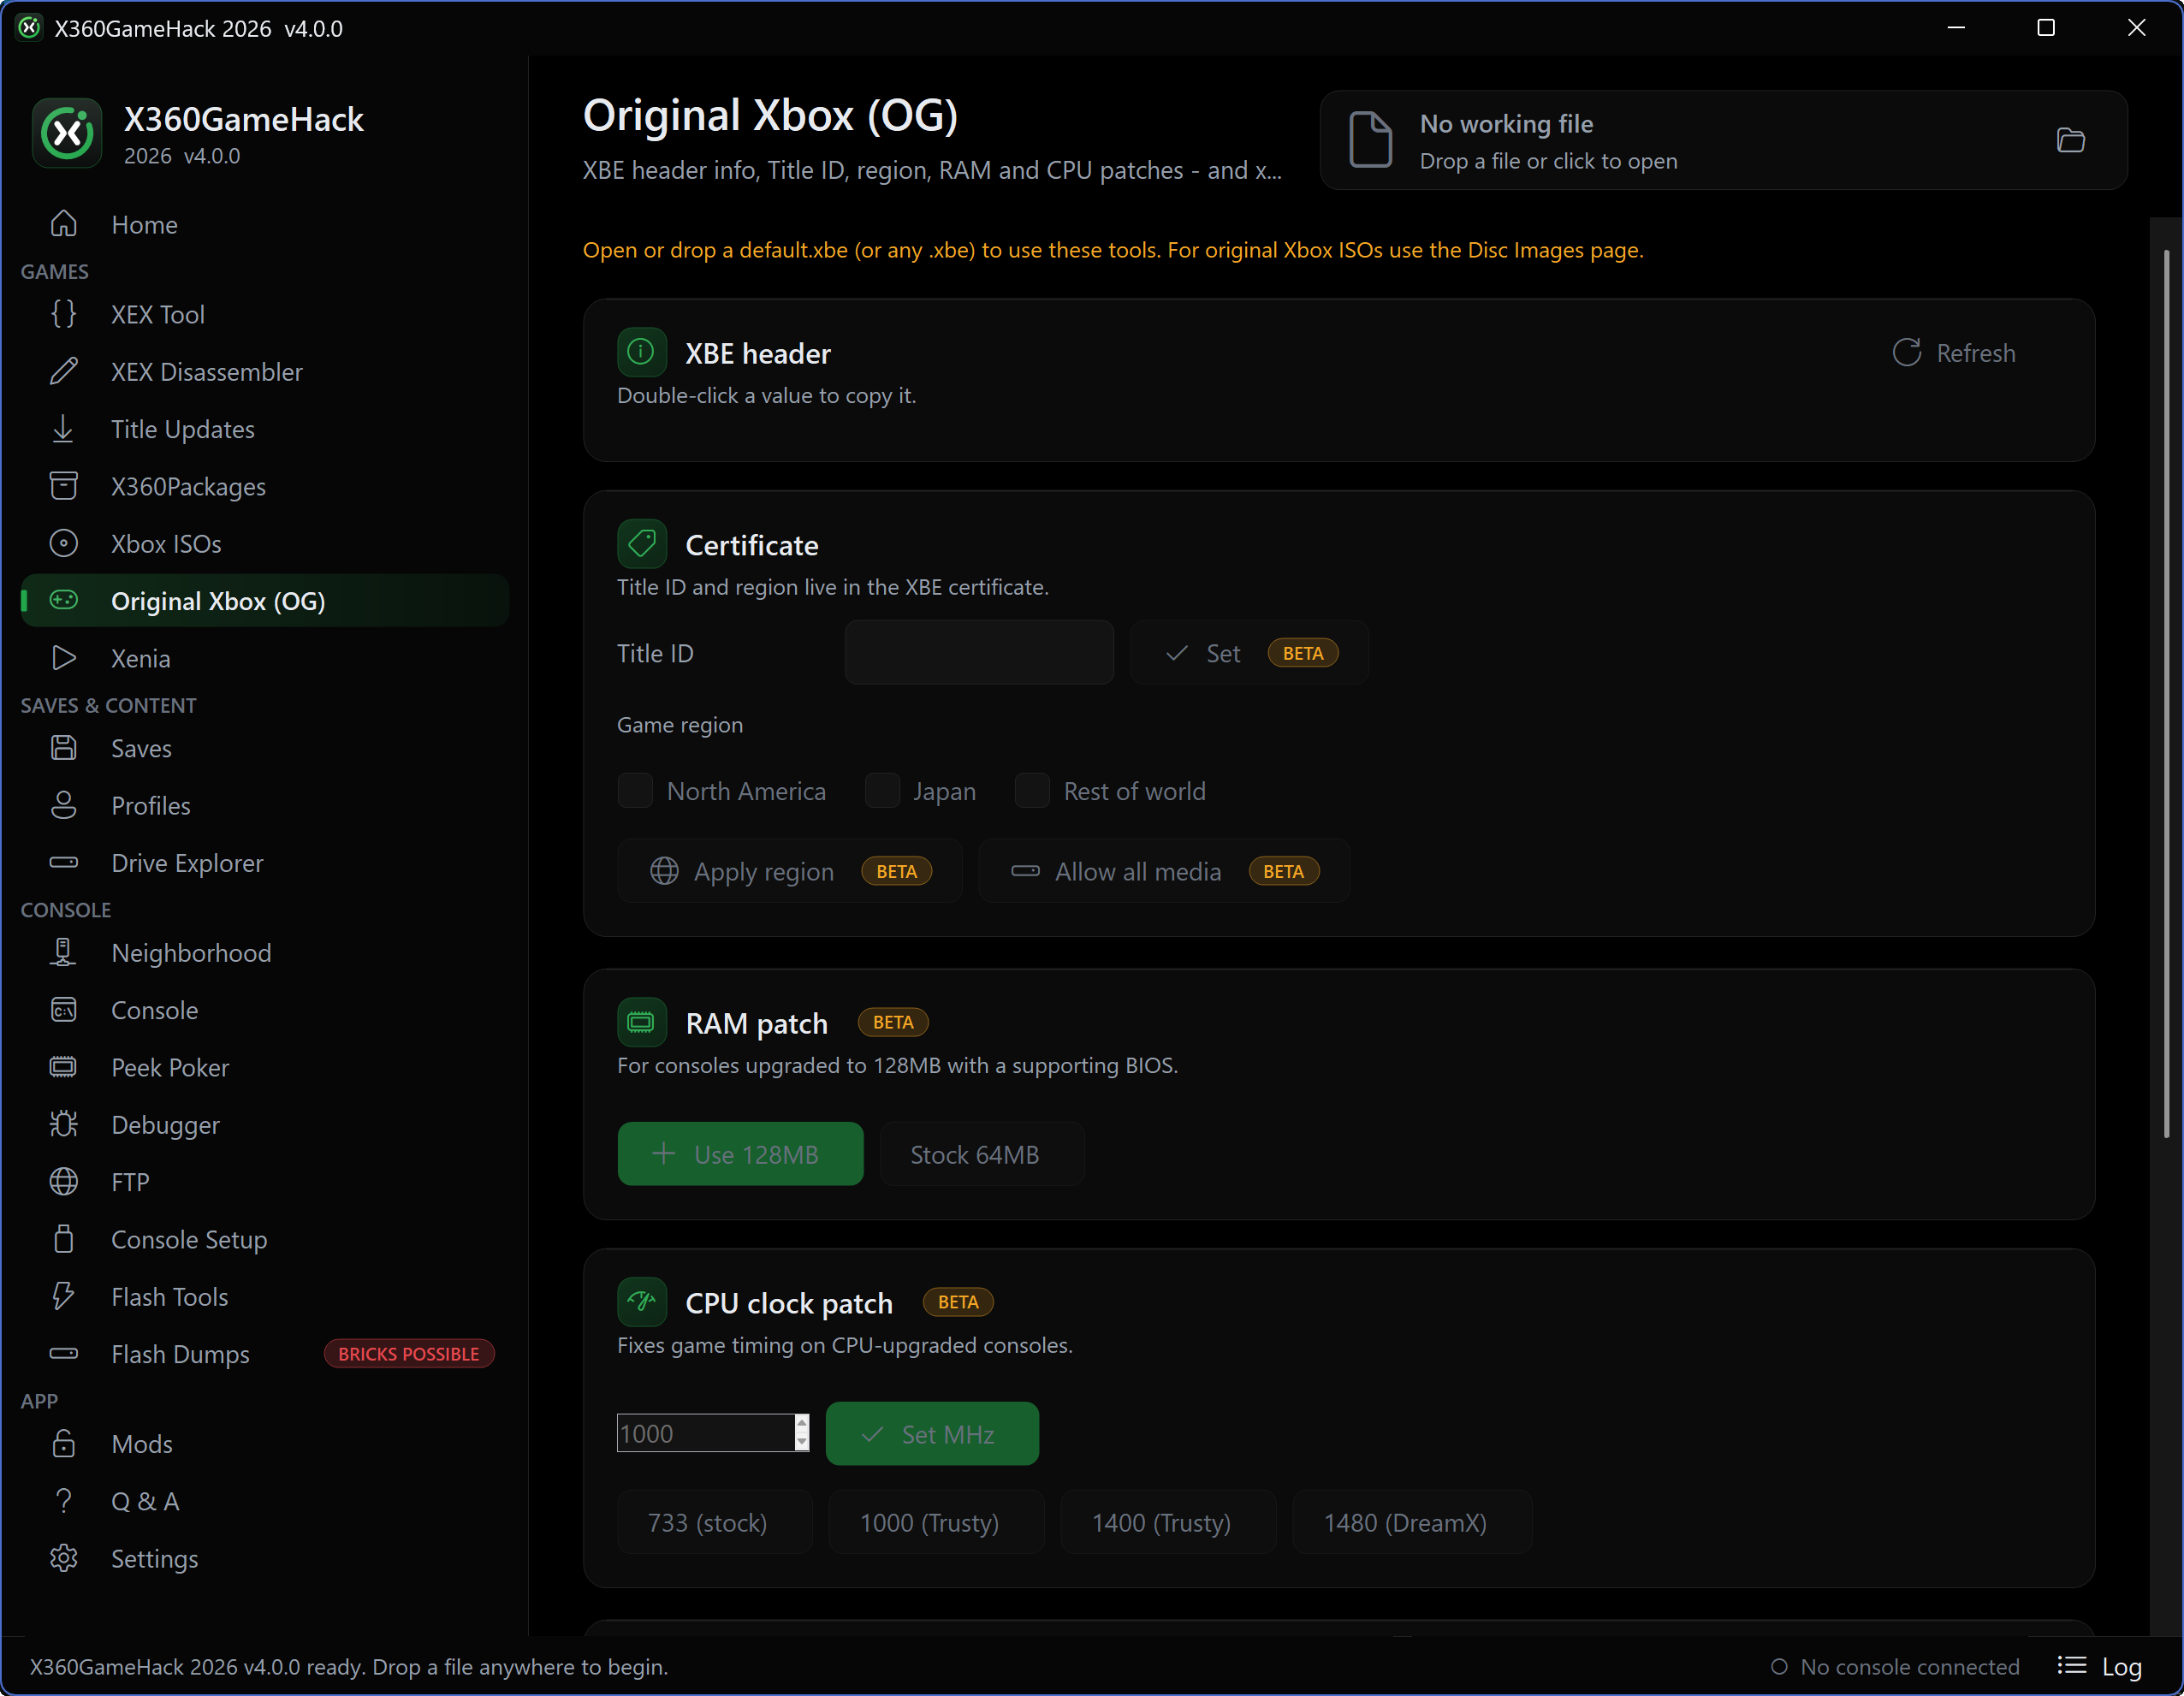 X360GameHack 2026 v4.0.0
X360GameHack
2026 v4.0.0
Home
GAMES
XEX Tool
XEX Disassembler
Title Updates
X360Packages
Xbox ISOs
Original Xbox (OG)
Xenia
SAVES & CONTENT
Saves
Profiles
Drive Explorer
CONSOLE
Neighborhood
Console
Peek Poker
Debugger
FTP
Console Setup
Flash Tools
Flash Dumps BRICKS POSSIBLE
APP
Mods
Q & A
Settings
Original Xbox (OG)
XBE header info, Title ID, region, RAM and CPU patches - and x...
No working file
Drop a file or click to open
Open or drop a default.xbe (or any .xbe) to use these tools. For original Xbox ISOs use the Disc Images page.
XBE header
Refresh
Double-click a value to copy it.
Certificate
Title ID and region live in the XBE certificate.
Title ID Set BETA
Game region
North America Japan Rest of world
Apply region BETA Allow all media BETA
RAM patch BETA
For consoles upgraded to 128MB with a supporting BIOS.
Use 128MB Stock 64MB
CPU clock patch BETA
Fixes game timing on CPU-upgraded consoles.
1000 Set MHz
733 (stock) 1000 (Trusty) 1400 (Trusty) 1480 (DreamX)
X360GameHack 2026 v4.0.0 ready. Drop a file anywhere to begin.
No console connected Log